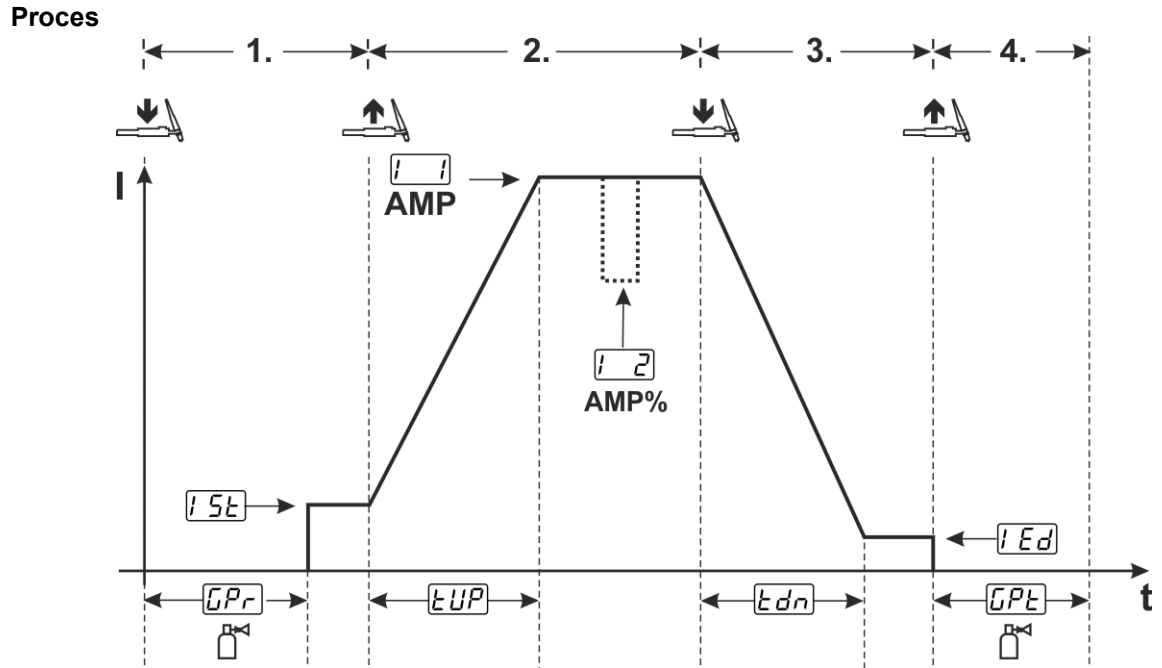 Proces
1. 2. 3. 4.
I
I 1
AMP
I 2
AMP%
I St
I Ed
GPr tUP tdn GPt
t